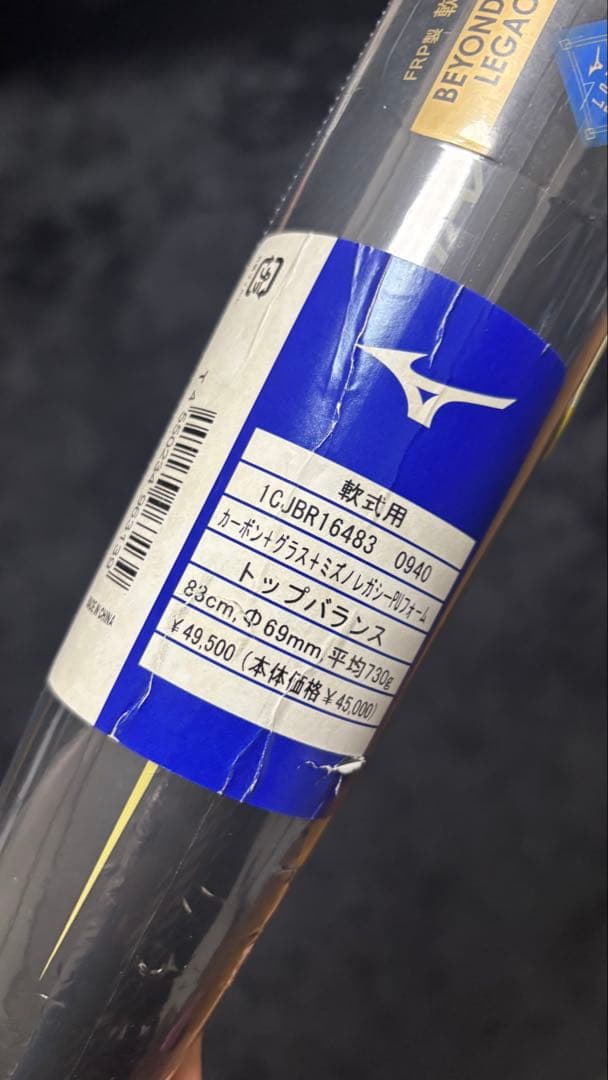 FRP製 軟
BEYOND
LEGAC
軟式用
1CJBR16483 0940
カーボン+グラス+ミズノレガシーPUフォーム
トップバランス
83cm, Φ69mm, 平均730g
￥49,500 (本体価格￥45,000)
MADE IN CHINA